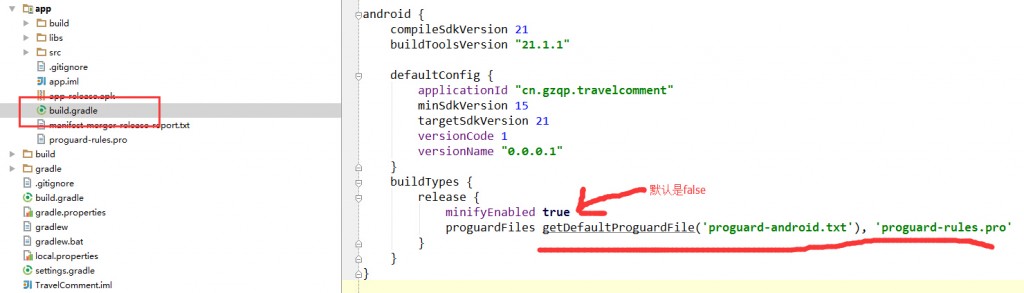 app
build
libs
src
.gitignore
app.iml
app-release.apk
build.gradle
manifest-merger-release-report.txt
proguard-rules.pro
build
gradle
.gitignore
build.gradle
gradle.properties
gradlew
gradlew.bat
local.properties
settings.gradle
TravelComment.iml
android {
compileSdkVersion 21
buildToolsVersion "21.1.1"
defaultConfig {
applicationId "cn.gzqp.travelcomment"
minSdkVersion 15
targetSdkVersion 21
versionCode 1
versionName "0.0.0.1"
}
buildTypes {
默认是false
release {
minifyEnabled true
proguardFiles getDefaultProguardFile('proguard-android.txt'), 'proguard-rules.pro'
}
}
}